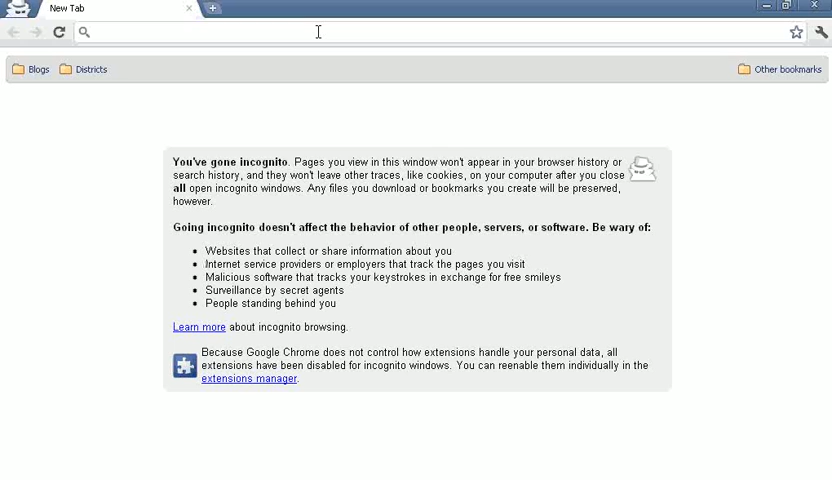 New Tab
Blogs Districts Other bookmarks
You've gone incognito. Pages you view in this window won't appear in your browser history or
search history, and they won't leave other traces, like cookies, on your computer after you close
all open incognito windows. Any files you download or bookmarks you create will be preserved,
however.
Going incognito doesn't affect the behavior of other people, servers, or software. Be wary of:
• Websites that collect or share information about you
• Internet service providers or employers that track the pages you visit
• Malicious software that tracks your keystrokes in exchange for free smileys
• Surveillance by secret agents
• People standing behind you
Learn more about incognito browsing.
Because Google Chrome does not control how extensions handle your personal data, all
extensions have been disabled for incognito windows. You can reenable them individually in the
extensions manager.